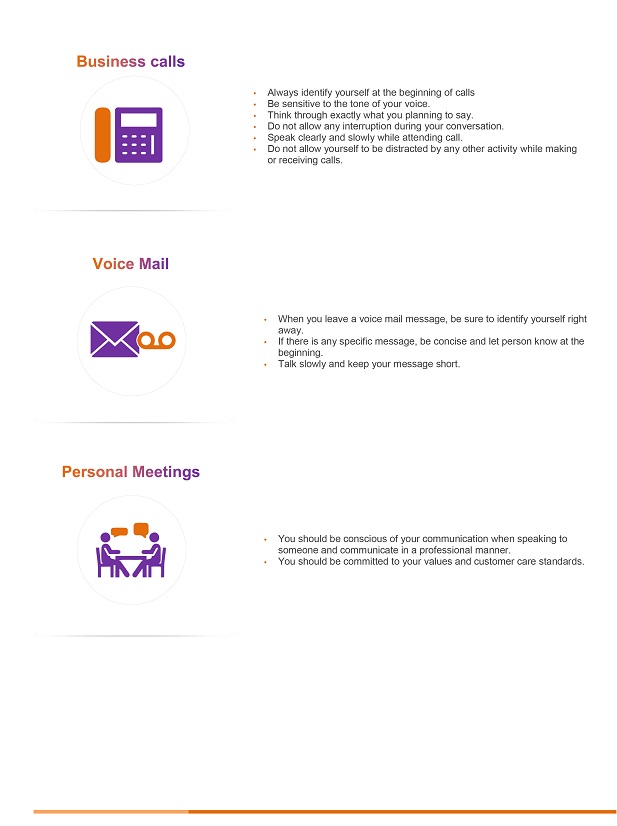 Business calls
Always identify yourself at the beginning of calls
Be sensitive to the tone of your voice.
Think through exactly what you planning to say.
Do not allow any interruption during your conversation.
Speak clearly and slowly while attending call.
Do not allow yourself to be distracted by any other activity while making
or receiving calls.
Voice Mail
When you leave a voice mail message, be sure to identify yourself right
away.
If there is any specific message, be concise and let person know at the
beginning.
Talk slowly and keep your message short.
Personal Meetings
You should be conscious of your communication when speaking to
someone and communicate in a professional manner.
You should be committed to your values and customer care standards.